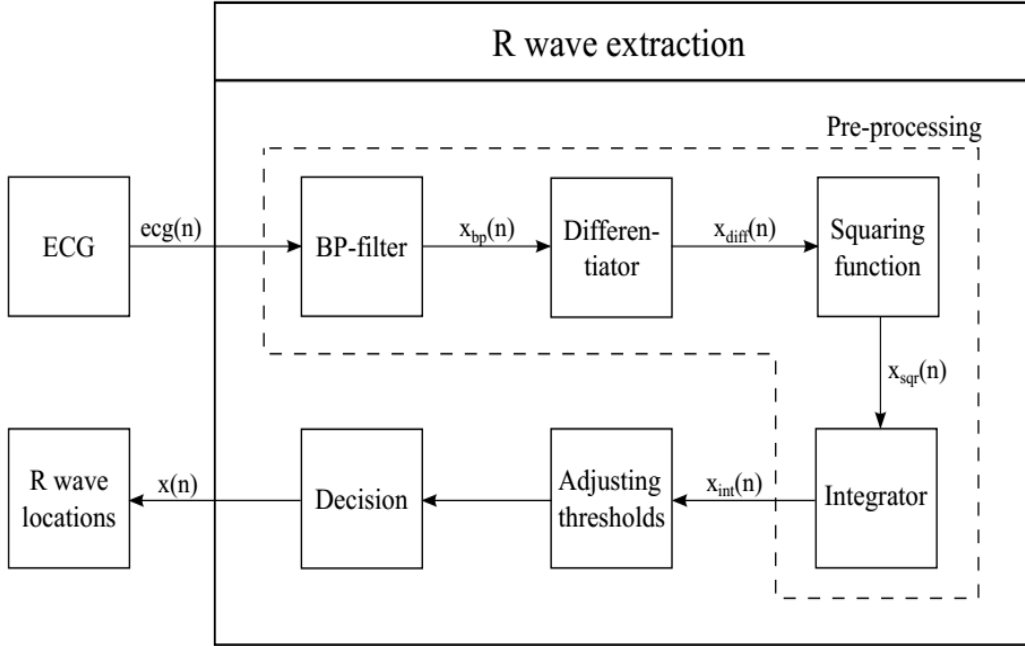 R wave extraction
Pre-processing
ECG
ecg(n)
BP-filter
x_bp(n)
Differen-
tiator
x_diff(n)
Squaring
function
x_sqr(n)
R wave
locations
x(n)
Decision
Adjusting
thresholds
x_int(n)
Integrator